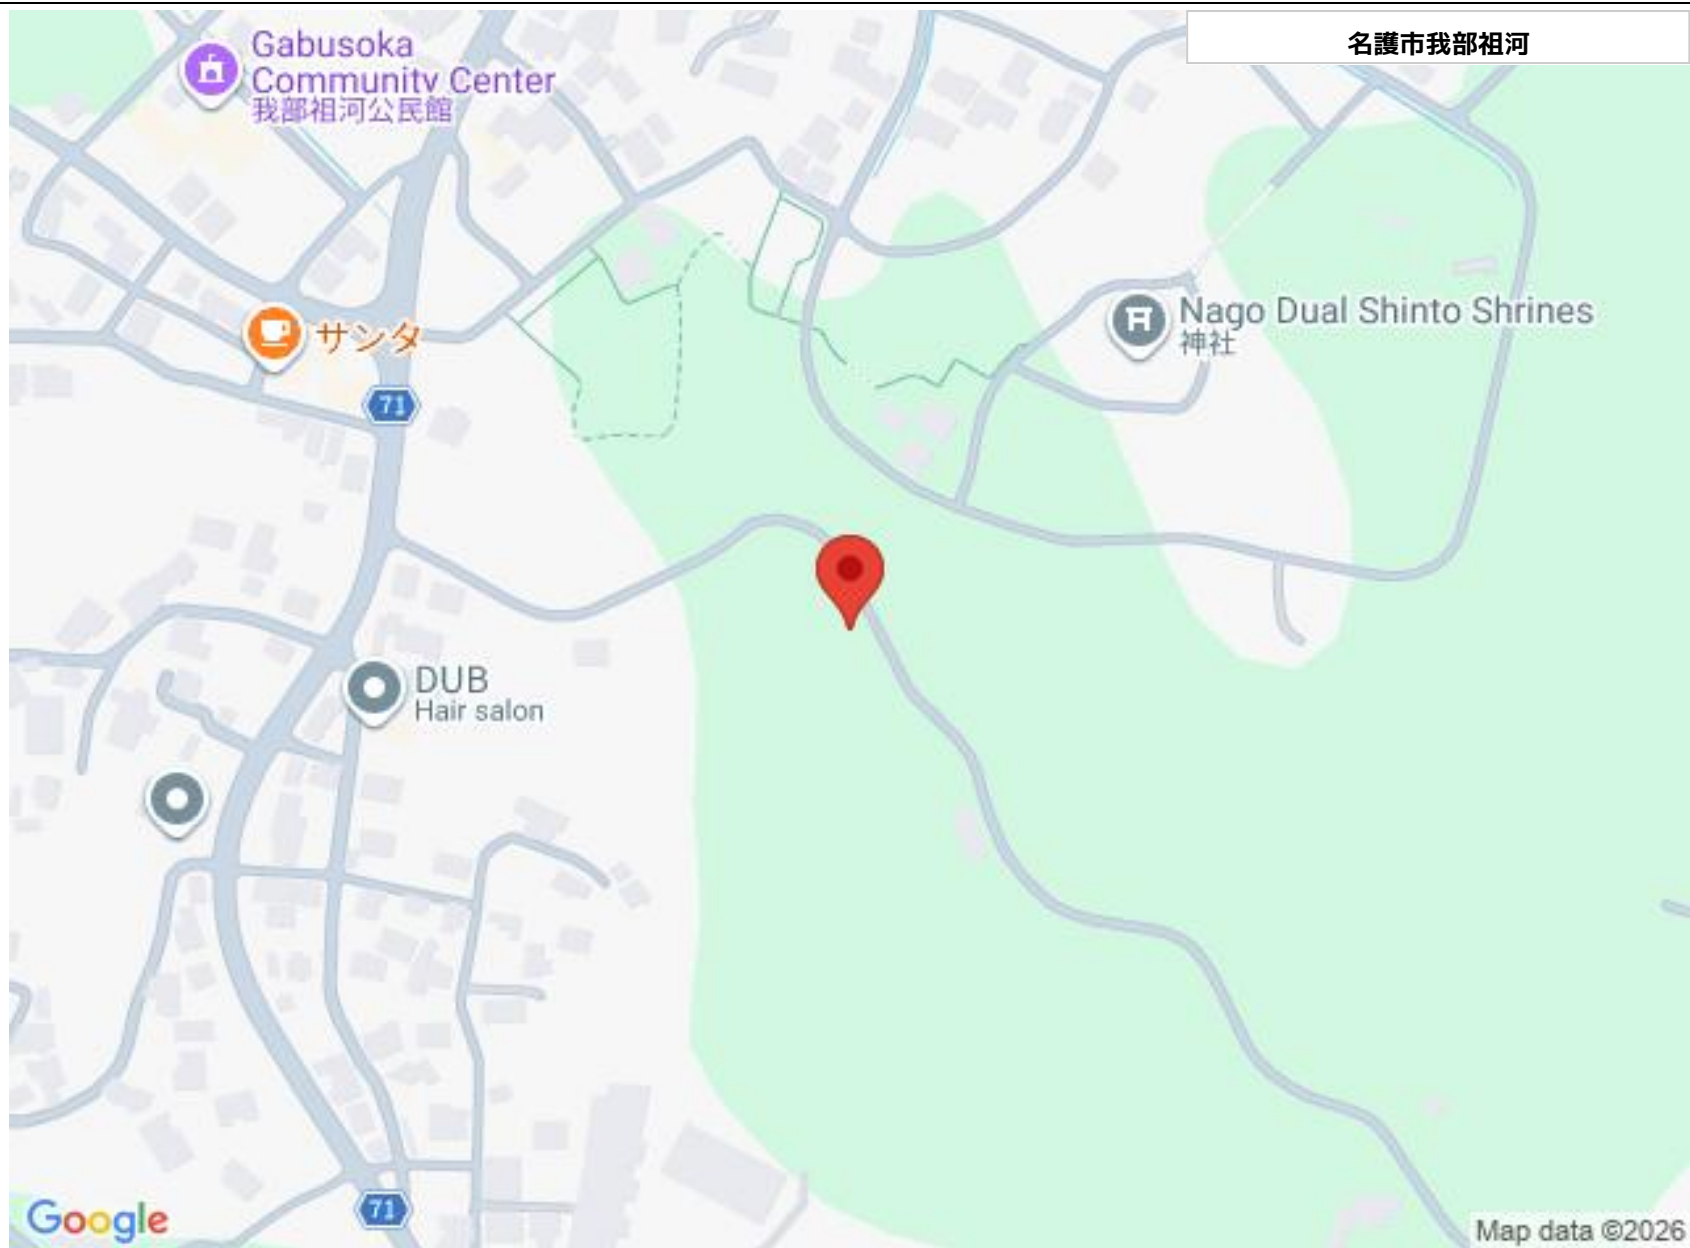 名護市我部祖河
Gabusoka
Community Center
我部祖河公民館
サンタ
71
Nago Dual Shinto Shrines
神社
DUB
Hair salon
71
Google
Map data ©2026